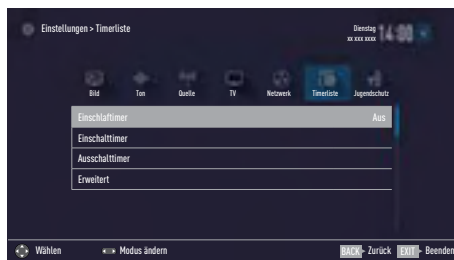 Einstellungen > Timerliste
Dienstag
xx xxx xxxx
14:00
Bild Ton Quelle TV Netzwerk Timerliste Jugendschutz
Einschlaftimer Aus
Einschalttimer
Ausschalttimer
Erweitert
Wählen Modus ändern BACK Zurück EXIT Beenden